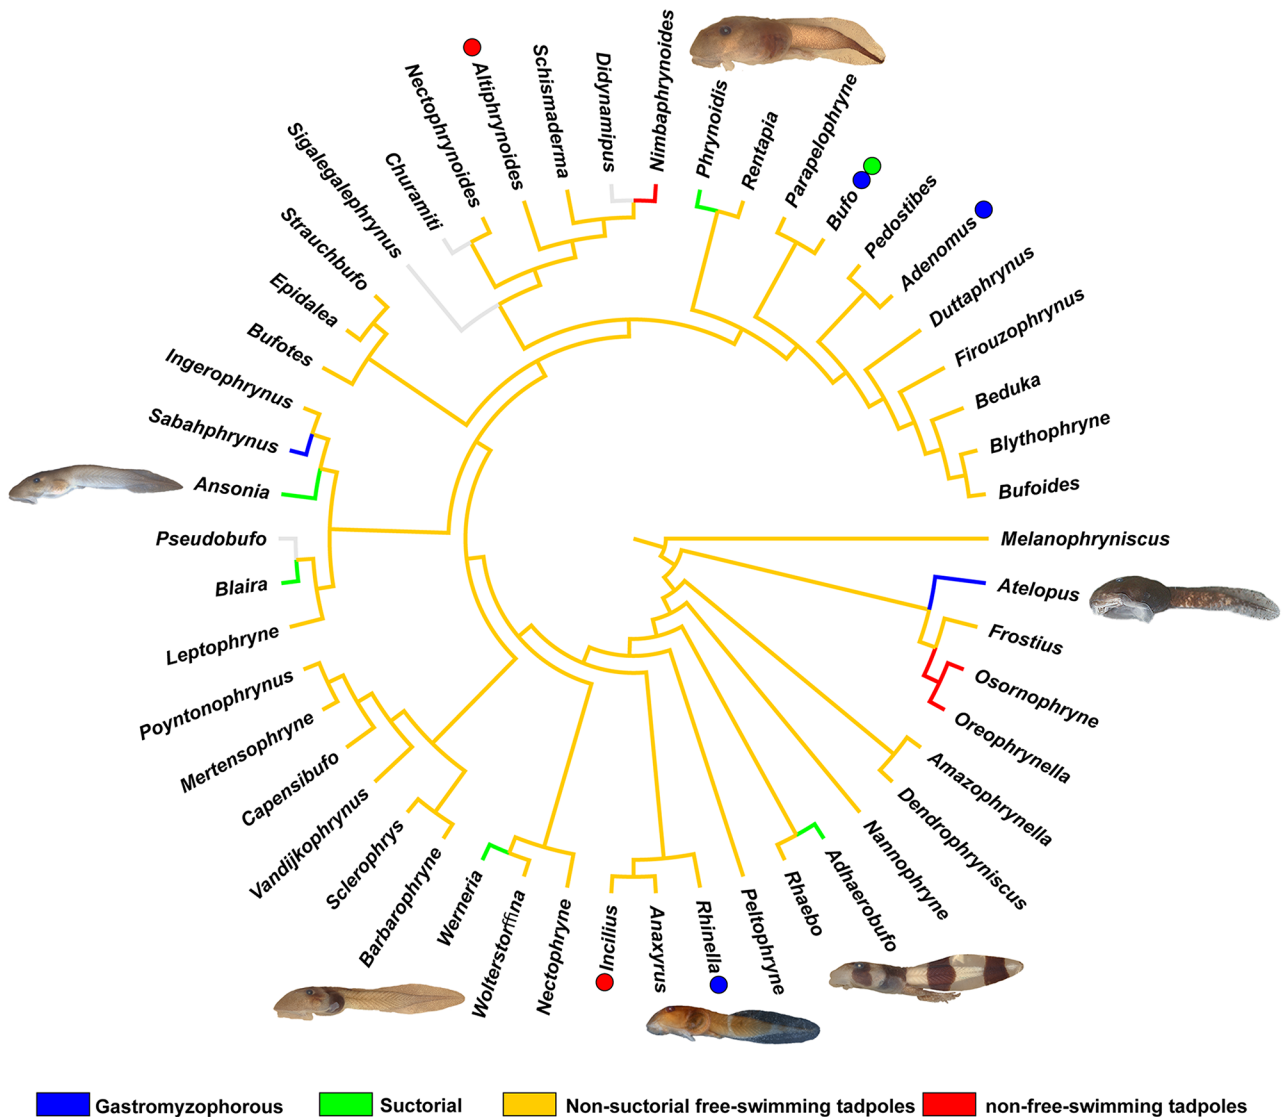 Nimbaphrynoides
Didynamipus
Schismaderma
Altiphrynoides
Nectophrynoides
Churamiti
Sigalegalephrynus
Strauchbufo
Epidalea
Bufotes
Ingerophrynus
Sabahphrynus
Ansonia
Pseudobufo
Blaira
Leptophryne
Poyntonophrynus
Mertensophryne
Capensibufo
Vandijkophrynus
Sclerophrys
Barbarophryne
Werneria
Wolterstorffina
Nectophryne
Incilius
Anaxyrus
Rhinella
Peltophryne
Rhaebo
Adhaerobufo
Nannophryne
Dendrophryniscus
Amazophrynella
Oreophrynella
Osornophryne
Frostius
Atelopus
Melanophryniscus
Bufoides
Blythophryne
Beduka
Firouzophrynus
Duttaphrynus
Adenomus
Pedostibes
Bufo
Parapelophryne
Rentapia
Phrynoidis
Gastromyzophorous
Suctorial
Non-suctorial free-swimming tadpoles
non-free-swimming tadpoles